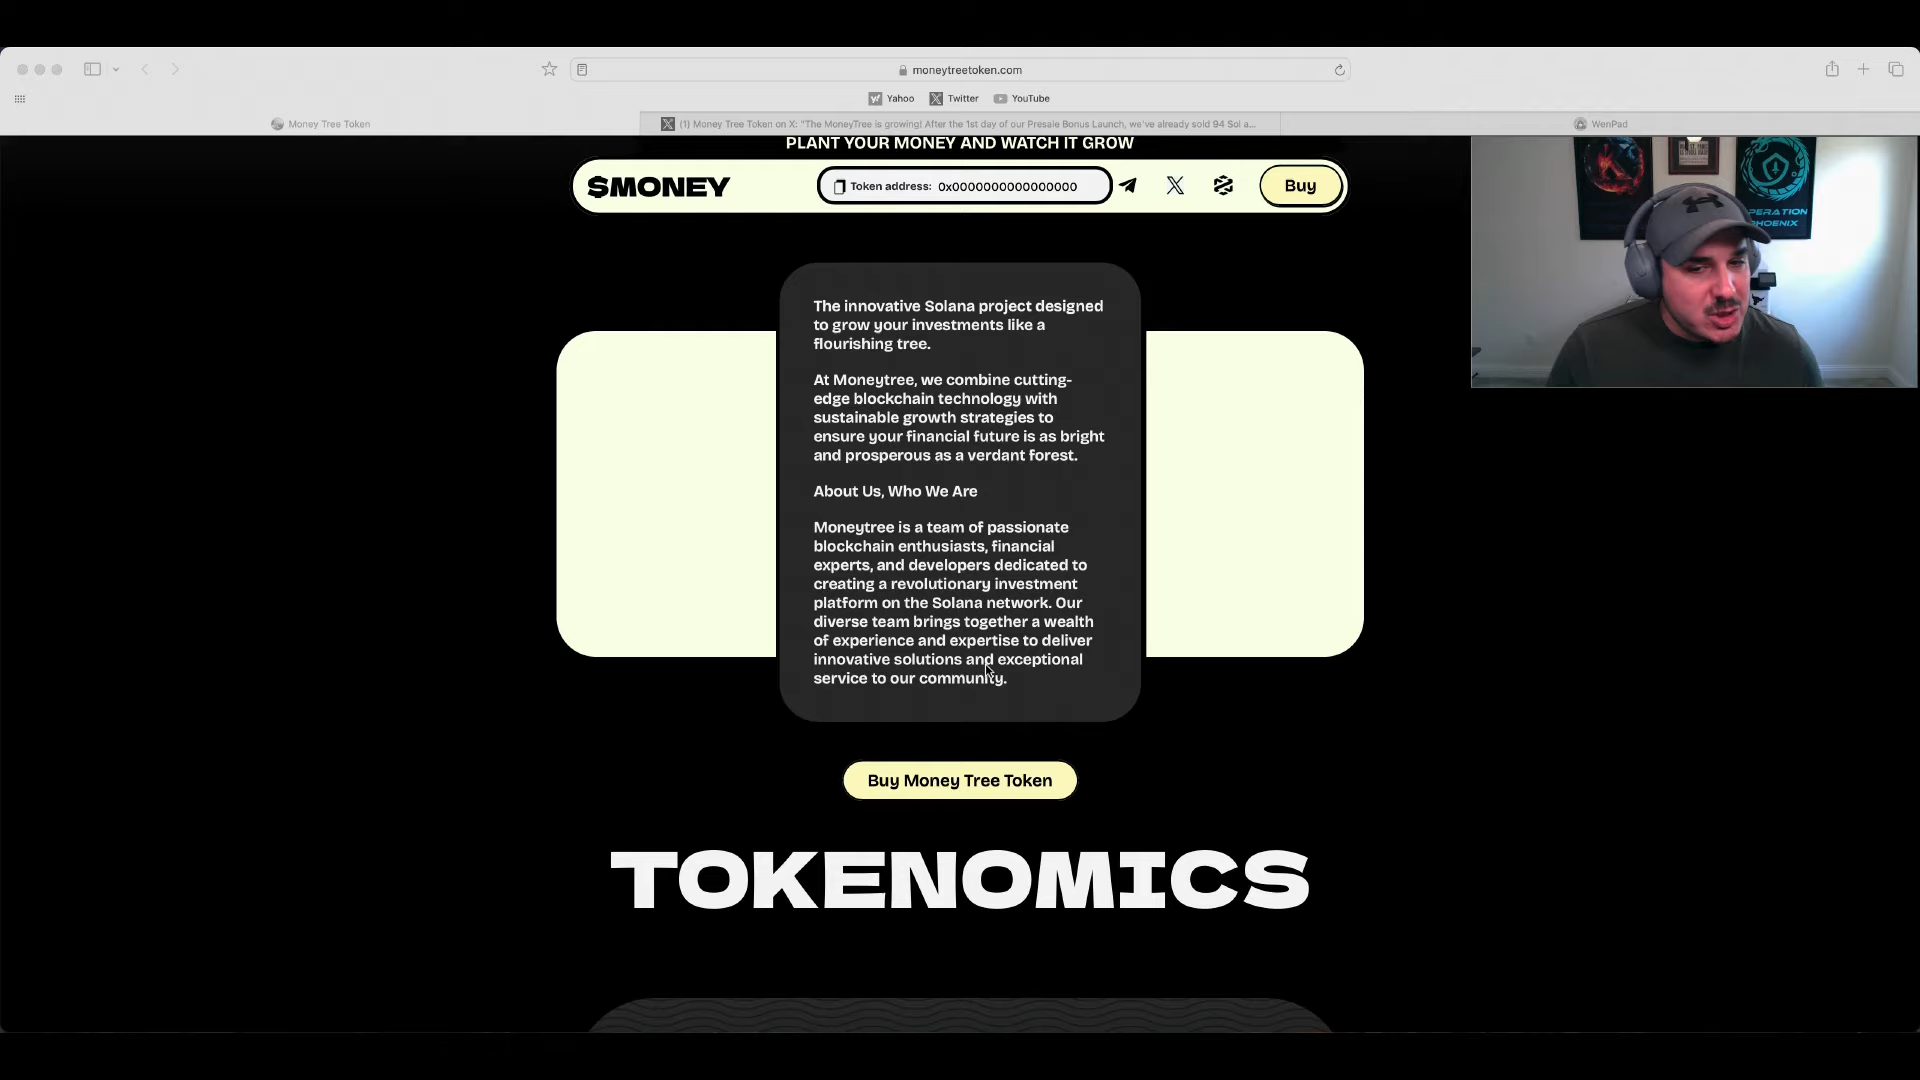 moneytreetoken.com
Yahoo
Twitter
YouTube
Money Tree Token
(1) Money Tree Token on X: "The MoneyTree is growing! After the 1st day of our Presale Bonus Launch, we've already sold 94 Sol a...
WenPad
PLANT YOUR MONEY AND WATCH IT GROW
$MONEY
Token address: 0x0000000000000000
Buy
PERATION
HOENIX
The innovative Solana project designed
to grow your investments like a
flourishing tree.
At Moneytree, we combine cutting-
edge blockchain technology with
sustainable growth strategies to
ensure your financial future is as bright
and prosperous as a verdant forest.
About Us, Who We Are
Moneytree is a team of passionate
blockchain enthusiasts, financial
experts, and developers dedicated to
creating a revolutionary investment
platform on the Solana network. Our
diverse team brings together a wealth
of experience and expertise to deliver
innovative solutions and exceptional
service to our community.
Buy Money Tree Token
TOKENOMICS